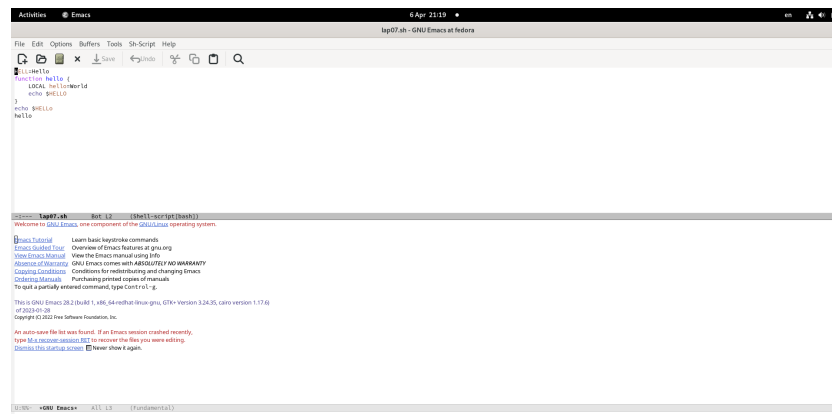 Activities Emacs 6 Apr 21:19 en
lap07.sh - GNU Emacs at fedora
File Edit Options Buffers Tools Sh-Script Help
Save Undo
HELL=Hello
function hello {
LOCAL hello=World
echo $HELLO
}
echo $HELLo
hello
-:--- lap07.sh Bot L2 (Shell-script[bash])
Welcome to GNU Emacs, one component of the GNU/Linux operating system.
Emacs Tutorial Learn basic keystroke commands
Emacs Guided Tour Overview of Emacs features at gnu.org
View Emacs Manual View the Emacs manual using Info
Absence of Warranty GNU Emacs comes with ABSOLUTELY NO WARRANTY
Copying Conditions Conditions for redistributing and changing Emacs
Ordering Manuals Purchasing printed copies of manuals
To quit a partially entered command, type Control-g.
This is GNU Emacs 28.2 (build 1, x86_64-redhat-linux-gnu, GTK+ Version 3.24.35, cairo version 1.17.6)
of 2023-01-28
Copyright (C) 2022 Free Software Foundation, Inc.
An auto-save file list was found. If an Emacs session crashed recently,
type M-x recover-session RET to recover the files you were editing.
Dismiss this startup screen Never show it again.
U:%%- *GNU Emacs* All L3 (Fundamental)